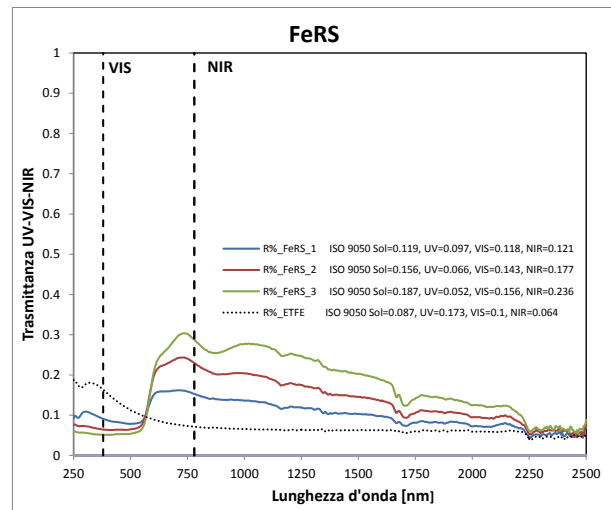 FeRS
VIS
NIR
Trasmittanza UV-VIS-NIR
1
0.9
0.8
0.7
0.6
0.5
0.4
0.3
0.2
0.1
0
R%_FeRS_1 ISO 9050 Sol=0.119, UV=0.097, VIS=0.118, NIR=0.121
R%_FeRS_2 ISO 9050 Sol=0.156, UV=0.066, VIS=0.143, NIR=0.177
R%_FeRS_3 ISO 9050 Sol=0.187, UV=0.052, VIS=0.156, NIR=0.236
R%_ETFE ISO 9050 Sol=0.087, UV=0.173, VIS=0.1, NIR=0.064
250 500 750 1000 1250 1500 1750 2000 2250 2500
Lunghezza d'onda [nm]